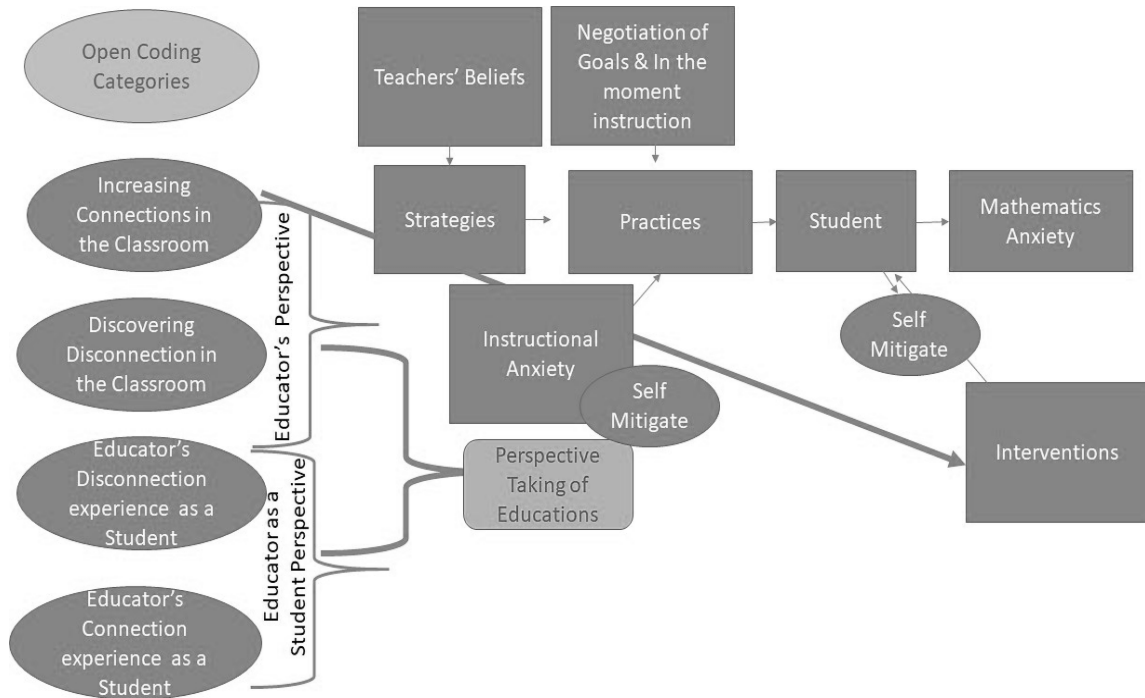 Open Coding
Categories
Teachers' Beliefs
Negotiation of
Goals & In the
moment
instruction
Increasing
Connections in
the Classroom
Strategies
Practices
Student
Mathematics
Anxiety
Educator's Perspective
Discovering
Disconnection in
the Classroom
Instructional
Anxiety
Self
Mitigate
Self
Mitigate
Interventions
Educator's
Disconnection
experience as a
Student
Educator as a
Student Perspective
Perspective
Taking of
Educations
Educator's
Connection
experience as a
Student